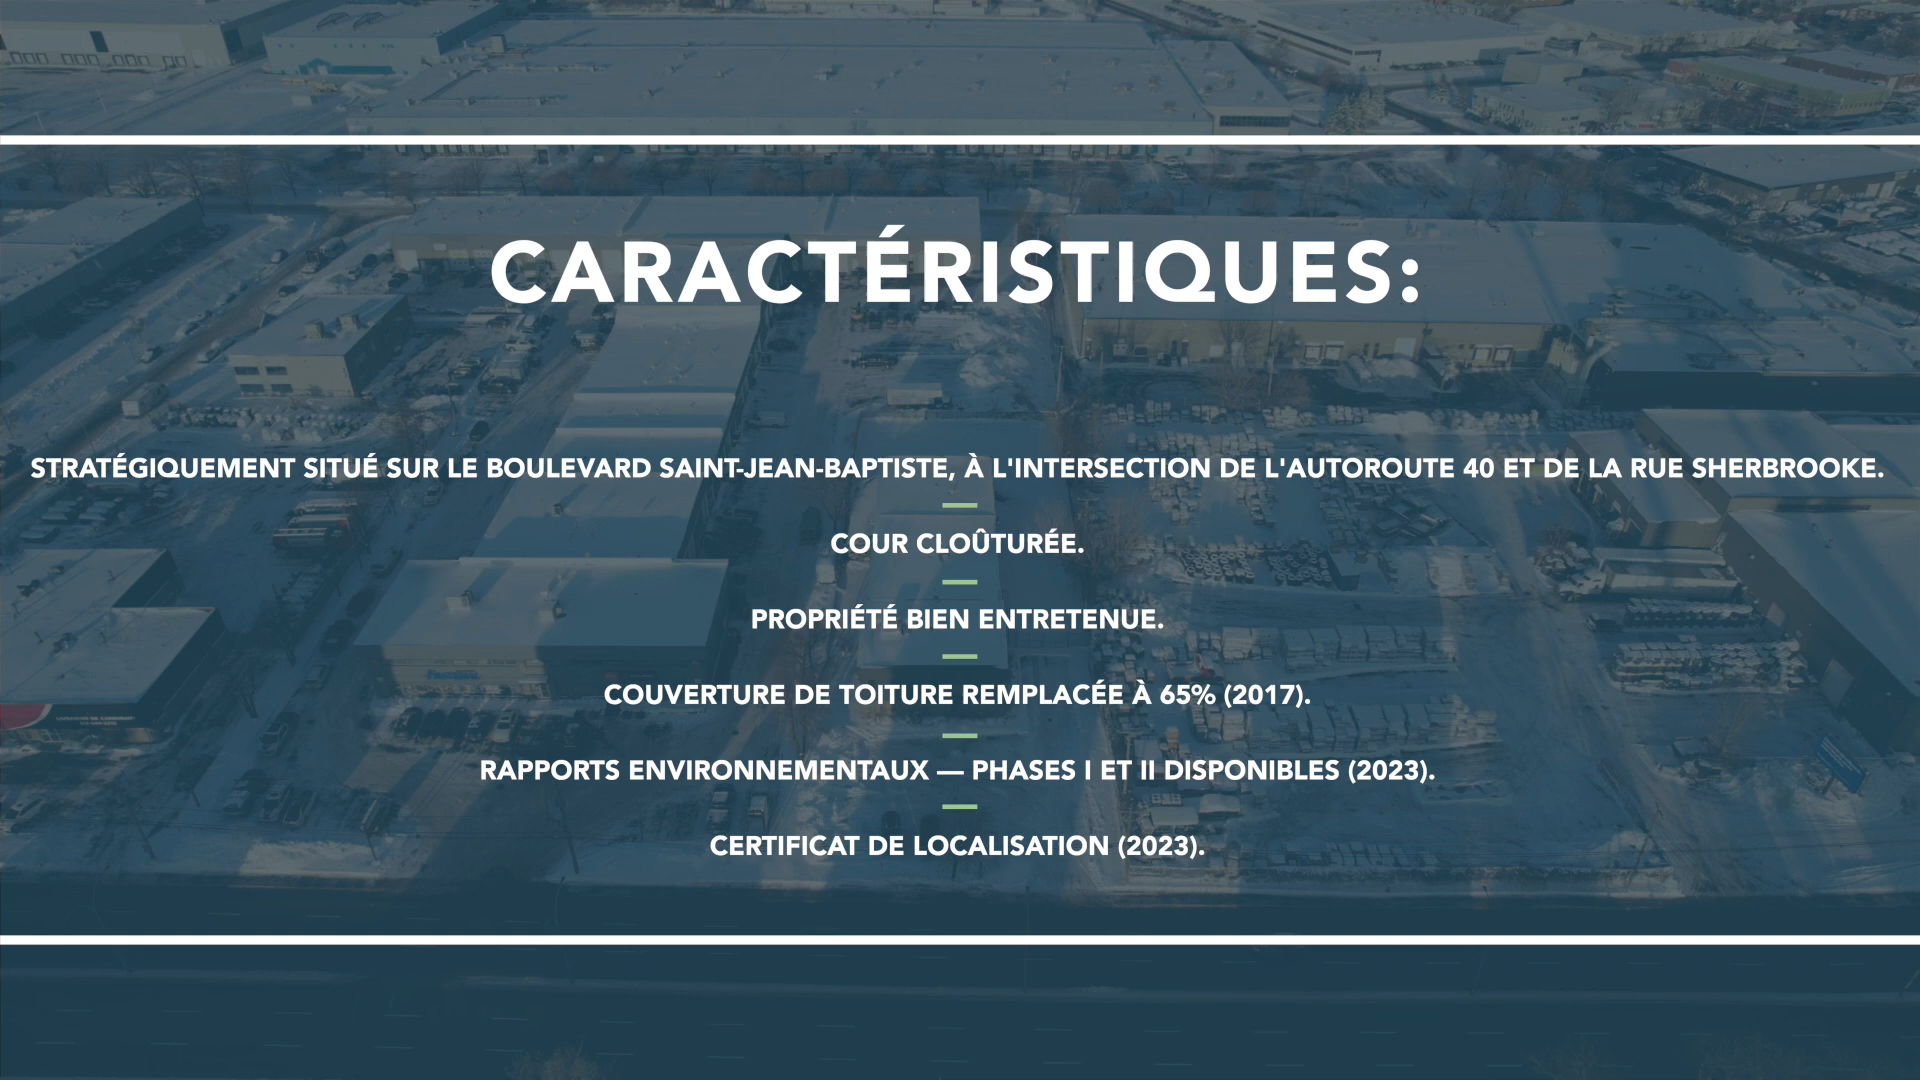 CARACTÉRISTIQUES:
STRATÉGIQUEMENT SITUÉ SUR LE BOULEVARD SAINT-JEAN-BAPTISTE, À L'INTERSECTION DE L'AUTOROUTE 40 ET DE LA RUE SHERBROOKE.
COUR CLOÛTURÉE.
PROPRIÉTÉ BIEN ENTRETENUE.
COUVERTURE DE TOITURE REMPLACÉE À 65% (2017).
RAPPORTS ENVIRONNEMENTAUX — PHASES I ET II DISPONIBLES (2023).
CERTIFICAT DE LOCALISATION (2023).